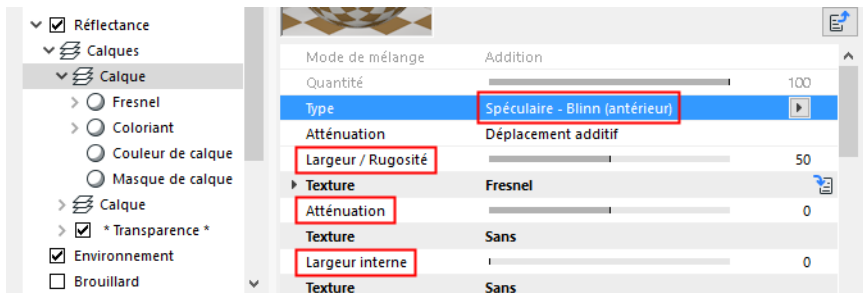 Réflectance
Calques
Calque
Fresnel
Coloriant
Couleur de calque
Masque de calque
Calque
* Transparence *
Environnement
Brouillard
Mode de mélange Addition
Quantité 100
Type Spéculaire - Blinn (antérieur)
Atténuation Déplacement additif
Largeur / Rugosité 50
Texture Fresnel
Atténuation 0
Texture Sans
Largeur interne 0
Texture Sans